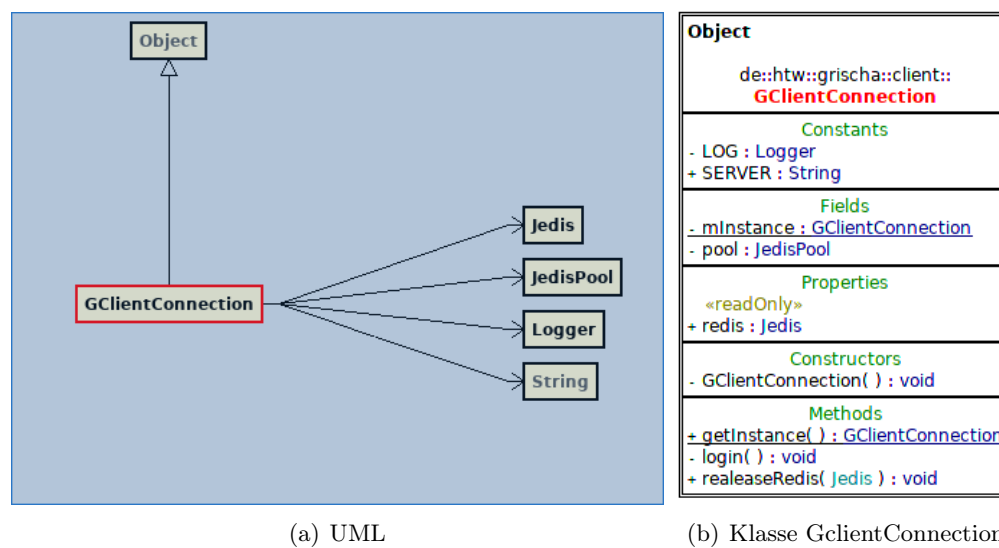 Object
GClientConnection
Jedis
JedisPool
Logger
String
(a) UML
Object
de::htw::grischa::client::
GClientConnection
Constants
- LOG : Logger
+ SERVER : String
Fields
- mInstance : GClientConnection
- pool : JedisPool
Properties
«readOnly»
+ redis : Jedis
Constructors
- GClientConnection( ) : void
Methods
+ getInstance( ) : GClientConnection
- login( ) : void
+ realeaseRedis( Jedis ) : void
(b) Klasse GclientConnection